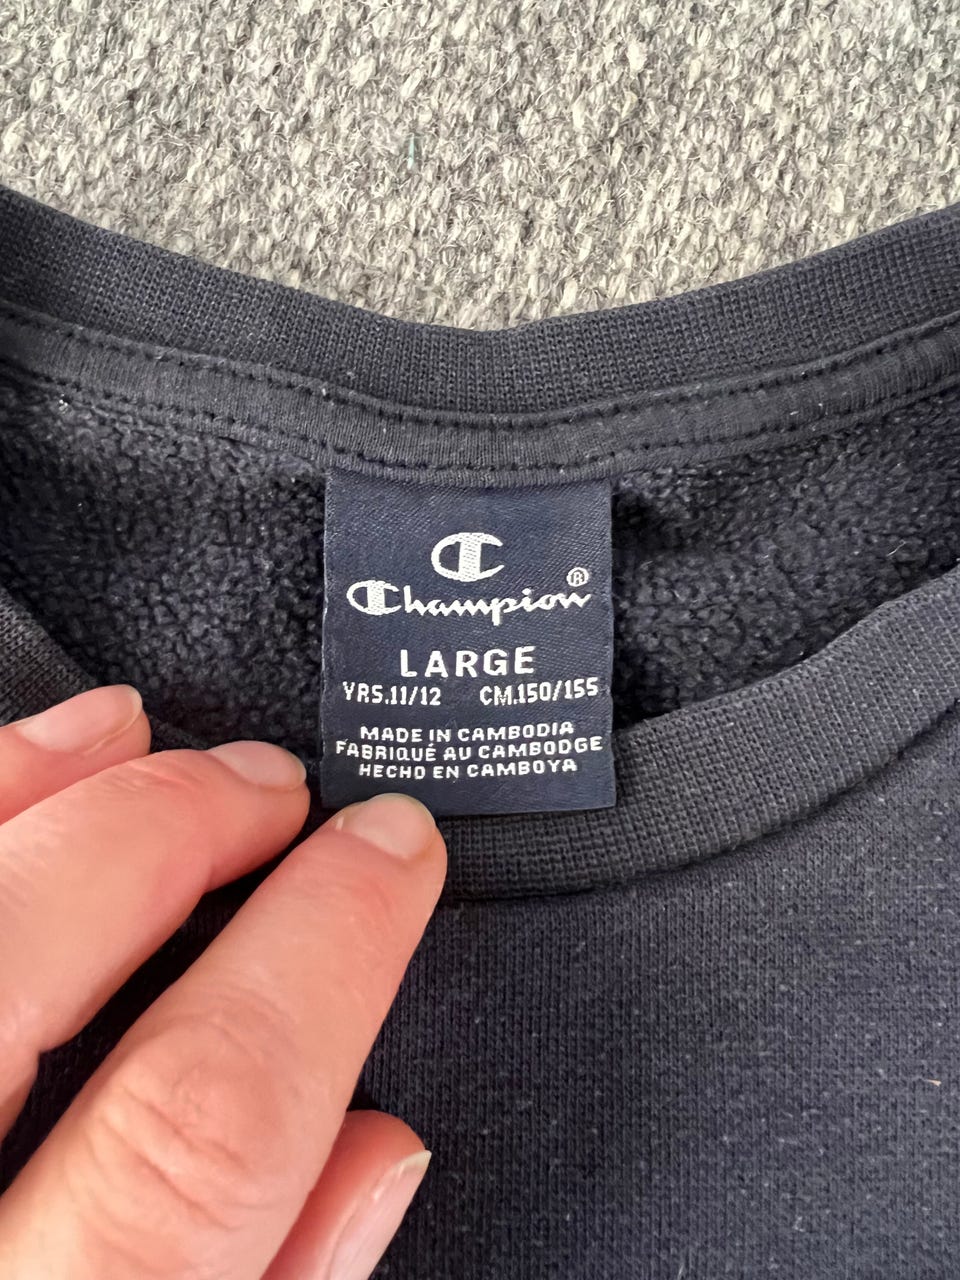 Champion®
LARGE
YRS.11/12 CM.150/155
MADE IN CAMBODIA
FABRIQUÉ AU CAMBODGE
HECHO EN CAMBOYA